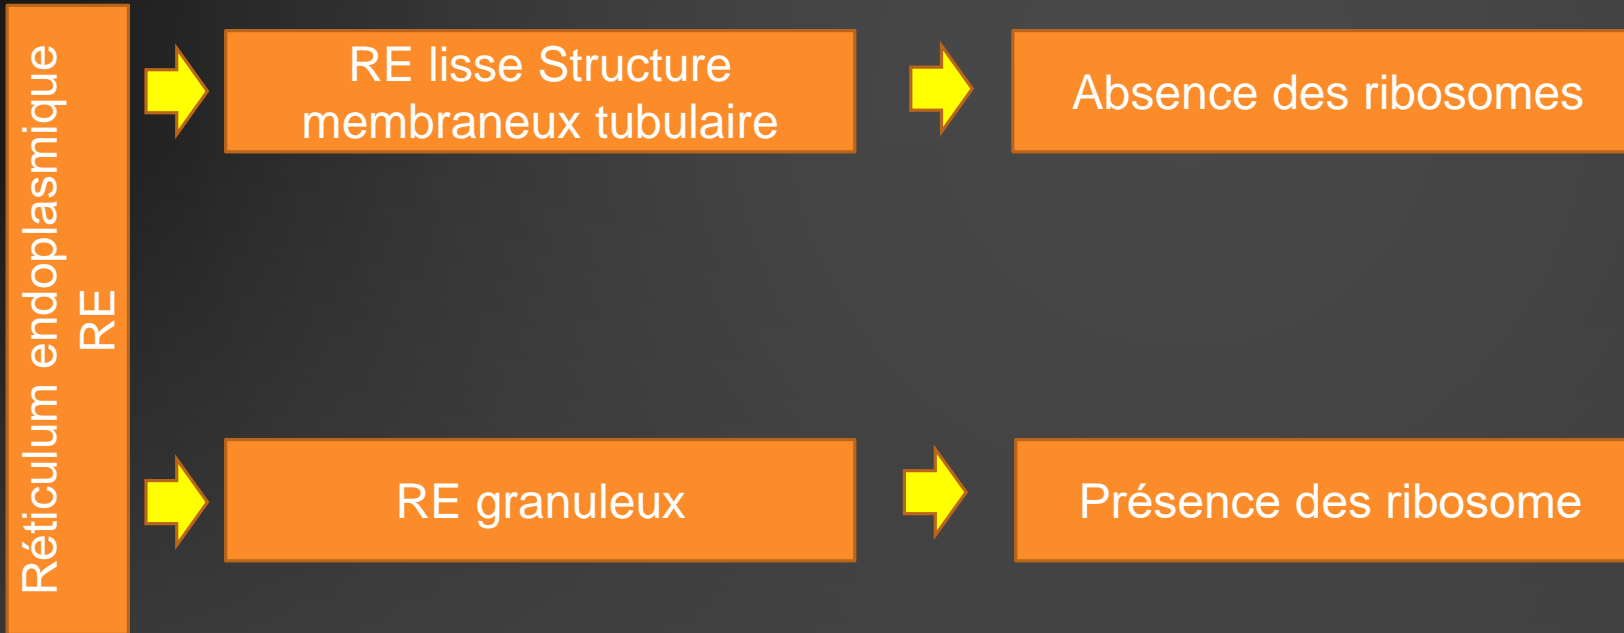 Réticulum endoplasmique
RE
RE lisse Structure
membraneux tubulaire
Absence des ribosomes
RE granuleux
Présence des ribosome